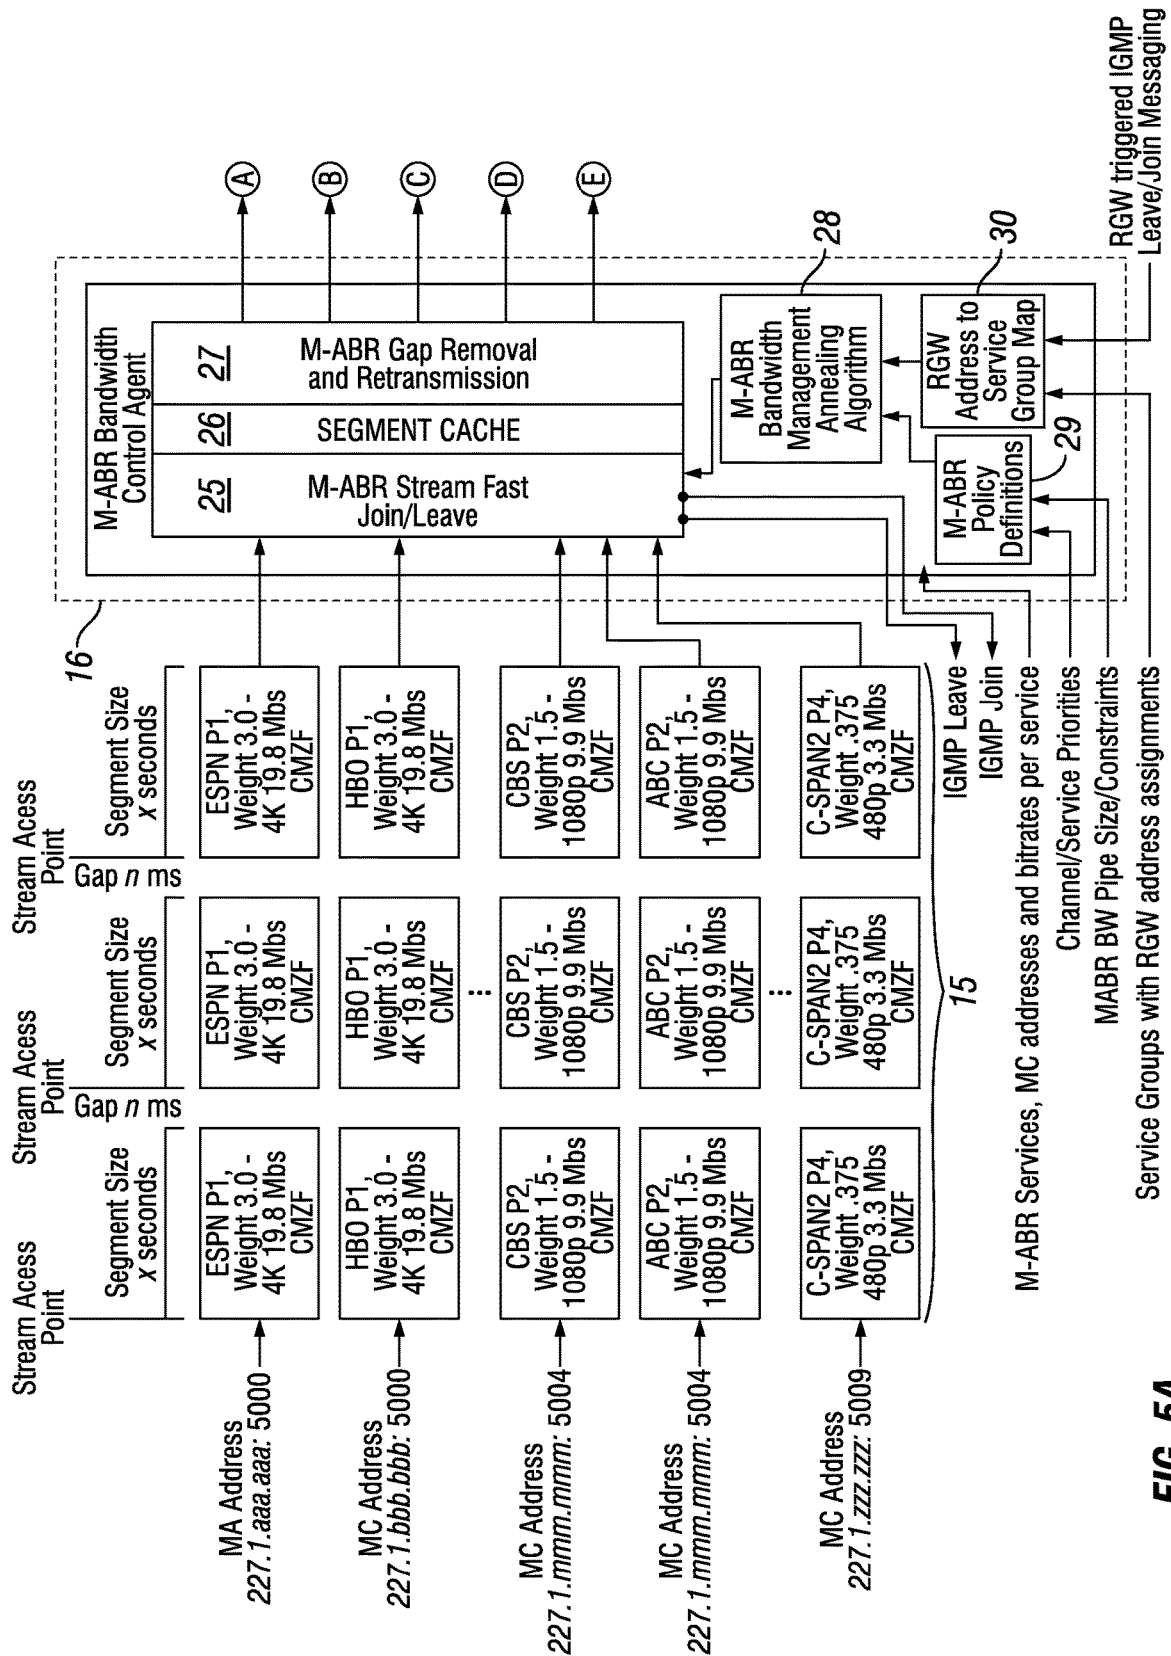 Stream Acess
Point
Stream Acess
Point
Stream Acess
Point
Segment Size
x seconds
Gap n ms
Segment Size
x seconds
Gap n ms
Segment Size
x seconds
16
MA Address
227.1.aaa.aaa: 5000
ESPN P1,
Weight 3.0 -
4K 19.8 Mbs
CMZF
ESPN P1,
Weight 3.0 -
4K 19.8 Mbs
CMZF
ESPN P1,
Weight 3.0 -
4K 19.8 Mbs
CMZF
MC Address
227.1.bbb.bbb: 5000
HBO P1,
Weight 3.0 -
4K 19.8 Mbs
CMZF
HBO P1,
Weight 3.0 -
4K 19.8 Mbs
CMZF
HBO P1,
Weight 3.0 -
4K 19.8 Mbs
CMZF
...
MC Address
227.1.mmm.mmm: 5004
CBS P2,
Weight 1.5 -
1080p 9.9 Mbs
CMZF
CBS P2,
Weight 1.5 -
1080p 9.9 Mbs
CMZF
CBS P2,
Weight 1.5 -
1080p 9.9 Mbs
CMZF
MC Address
227.1.mmm.mmm: 5004
ABC P2,
Weight 1.5 -
1080p 9.9 Mbs
CMZF
ABC P2,
Weight 1.5 -
1080p 9.9 Mbs
CMZF
ABC P2,
Weight 1.5 -
1080p 9.9 Mbs
CMZF
...
MC Address
227.1.zzz.zzz: 5009
C-SPAN2 P4,
Weight .375
480p 3.3 Mbs
CMZF
C-SPAN2 P4,
Weight .375
480p 3.3 Mbs
CMZF
C-SPAN2 P4,
Weight .375
480p 3.3 Mbs
CMZF
15
M-ABR Bandwidth
Control Agent
25
M-ABR Stream Fast
Join/Leave
26
SEGMENT CACHE
27
M-ABR Gap Removal
and Retransmission
A
B
C
D
E
M-ABR
Bandwidth
Management
Annealing
Algorithm
28
M-ABR
Policy
Definitions
29
RGW
Address to
Service
Group Map
30
IGMP Leave
IGMP Join
M-ABR Services, MC addresses and bitrates per service
Channel/Service Priorities
MABR BW Pipe Size/Constraints
Service Groups with RGW address assignments
RGW triggered IGMP
Leave/Join Messaging
FIG. 5A